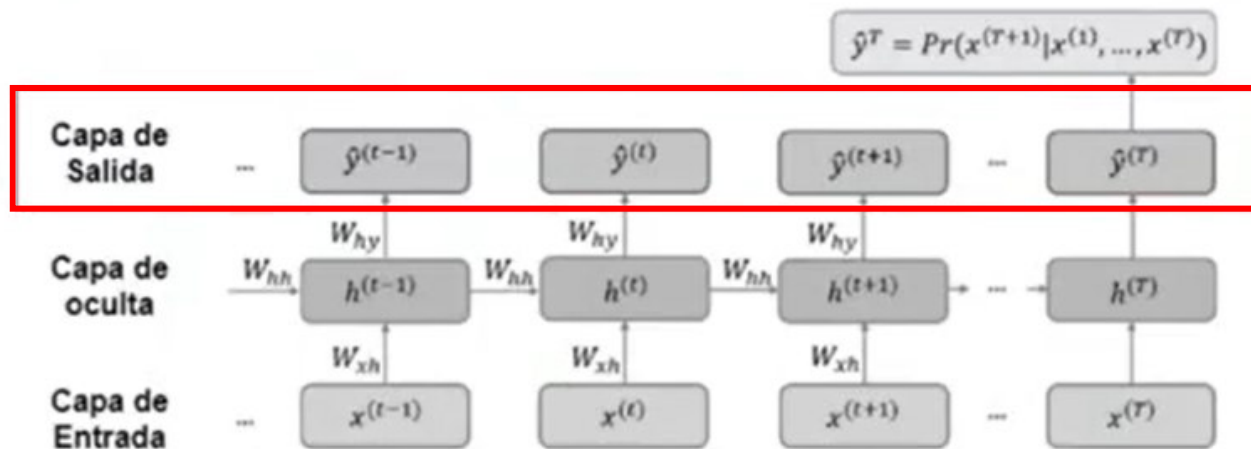 ŷ^T = Pr(x^(T+1)|x^(1), ..., x^(T))
Capa de
Salida
... ŷ^(t−1) ŷ^(t) ŷ^(t+1) ... ŷ^(T)
W_hy W_hy W_hy
Capa de
oculta
W_hh h^(t−1) W_hh h^(t) W_hh h^(t+1) ... h^(T)
W_xh W_xh W_xh
Capa de
Entrada
... x^(t−1) x^(t) x^(t+1) ... x^(T)